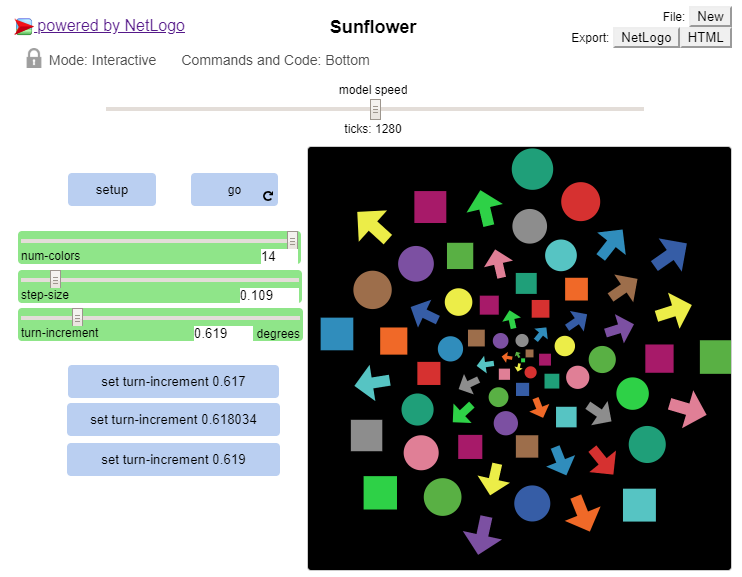 powered by NetLogo
Sunflower
File: New
Export: NetLogo HTML
Mode: Interactive Commands and Code: Bottom
model speed
ticks: 1280
setup
go
num-colors 14
step-size 0.109
turn-increment 0.619 degrees
set turn-increment 0.617
set turn-increment 0.618034
set turn-increment 0.619